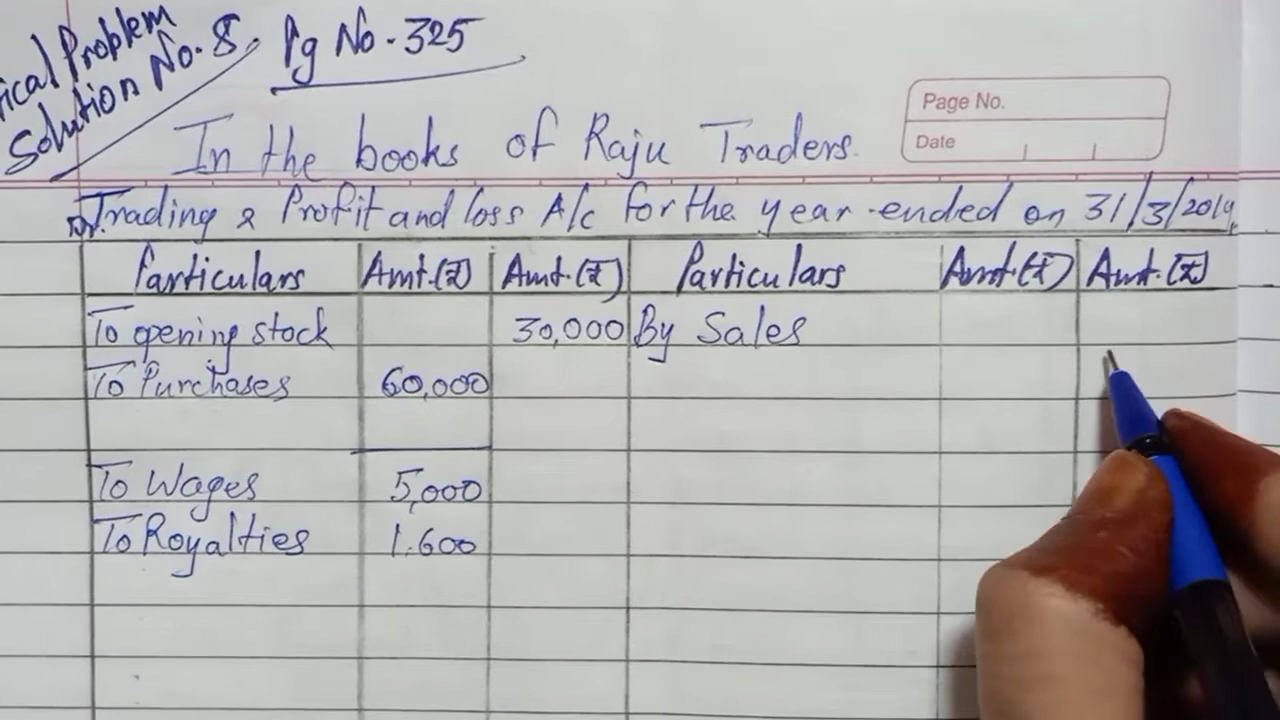 ical Problem
Solution No. 8. Pg No. 325
Page No.
Date
In the books of Raju Traders.
Dr. Trading & Profit and loss A/c for the year ended on 31/3/2019
Particulars Amt.(₹) Amt.(₹) Particulars Amt.(₹) Amt.(₹)
To opening stock 30,000 By Sales
To Purchases 60,000
To Wages 5,000
To Royalties 1,600